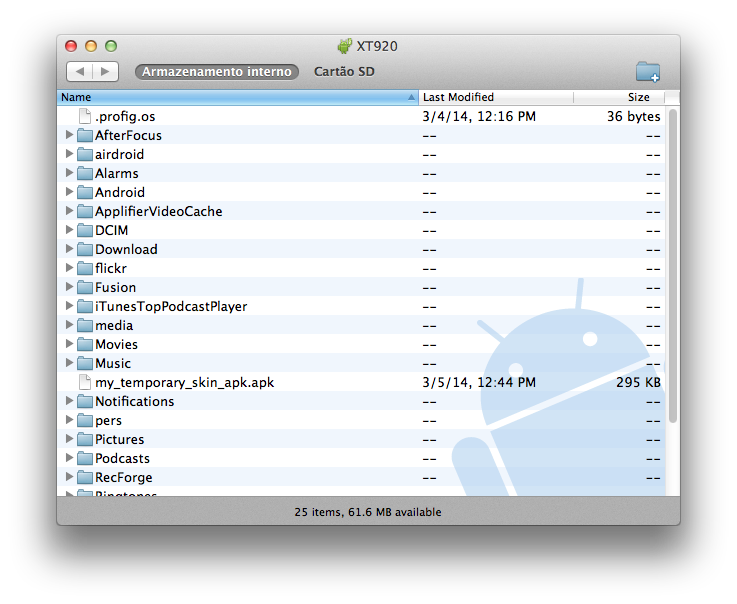 XT920
Armazenamento interno Cartão SD
Name Last Modified Size
.profig.os 3/4/14, 12:16 PM 36 bytes
AfterFocus -- --
airdroid -- --
Alarms -- --
Android -- --
ApplifierVideoCache -- --
DCIM -- --
Download -- --
flickr -- --
Fusion -- --
iTunesTopPodcastPlayer -- --
media -- --
Movies -- --
Music -- --
my_temporary_skin_apk.apk 3/5/14, 12:44 PM 295 KB
Notifications -- --
pers -- --
Pictures -- --
Podcasts -- --
RecForge -- --
Ringtones
25 items, 61.6 MB available